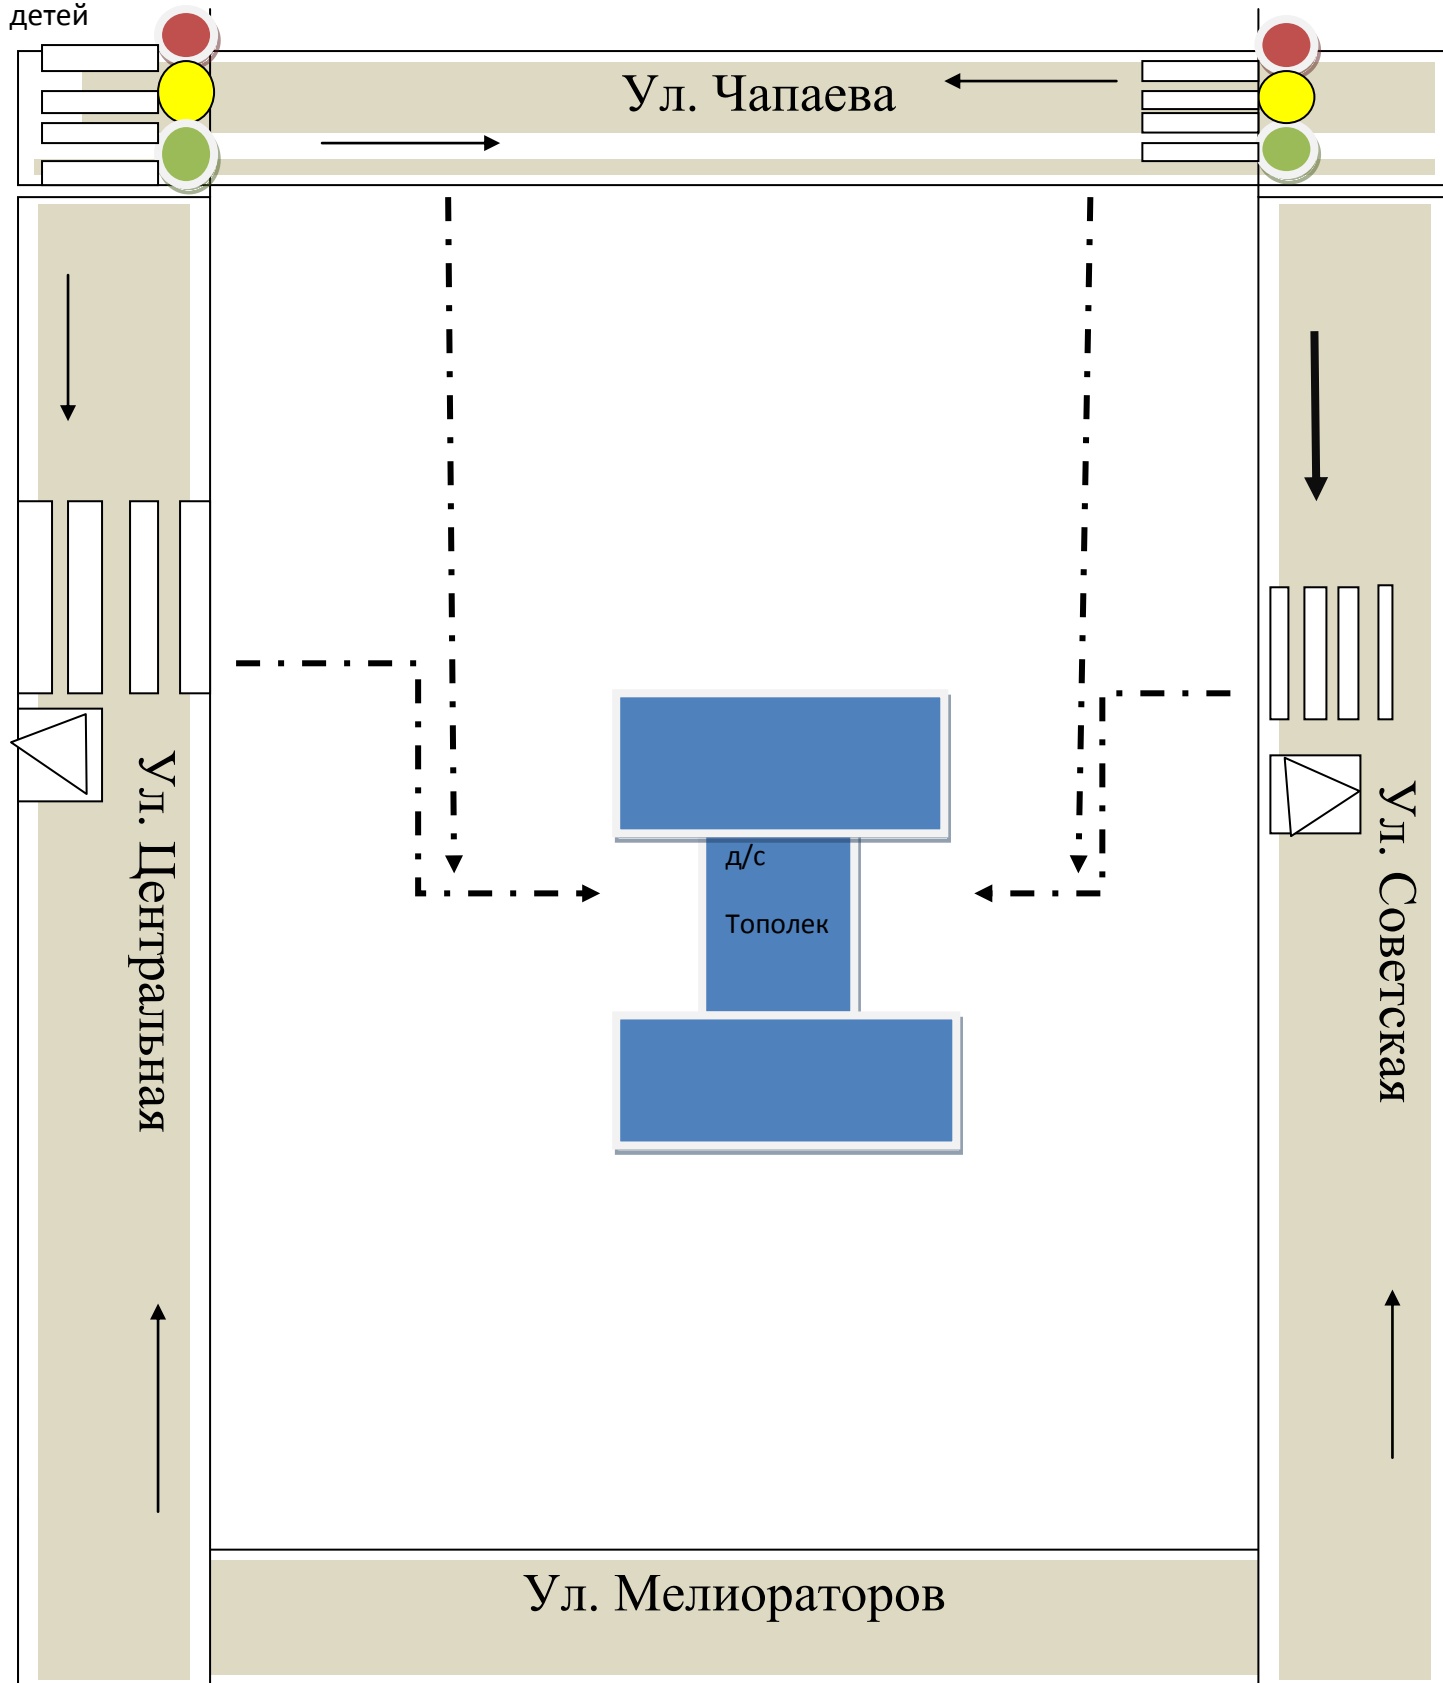 детей
Ул. Чапаева
Ул. Центральная
д/с
Тополек
Ул. Советская
Ул. Мелиораторов